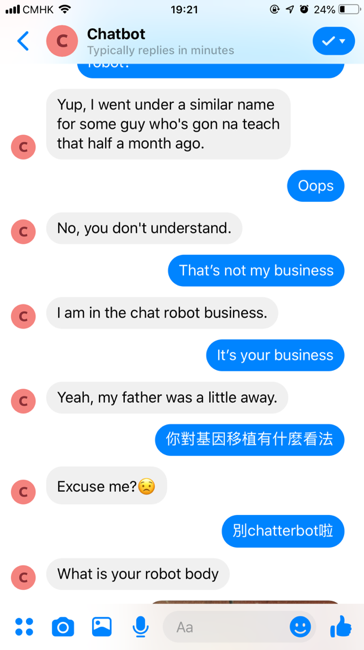 CMHK 19:21 24%
C
Chatbot
Typically replies in minutes
robot?
Yup, I went under a similar name
for some guy who's gon na teach
that half a month ago.
C
Oops
No, you don't understand.
C
That's not my business
I am in the chat robot business.
C
It's your business
Yeah, my father was a little away.
C
你對基因移植有什麼看法
Excuse me?😟
C
別chatterbot啦
What is your robot body
C
Aa